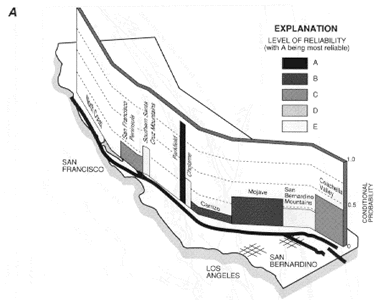 A
EXPLANATION
LEVEL OF RELIABILITY
(with A being most reliable)
A
B
C
D
E
North Coast
San Francisco
Peninsula
Southern Santa
Cruz Mountains
Parkfield
Cholame
Carrizo
Mojave
San
Bernardino
Mountains
Coachella
Valley
1.0
0.5
0
CONDITIONAL
PROBABILITY
SAN
FRANCISCO
LOS
ANGELES
SAN
BERNARDINO